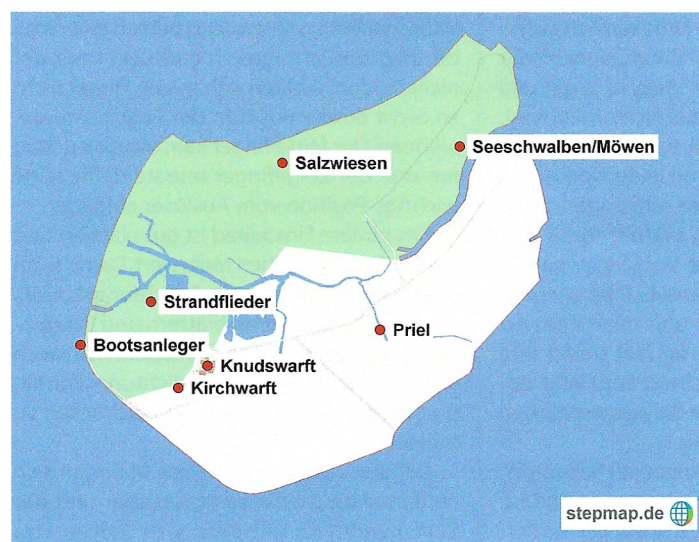 Seeschwalben/Möwen
Salzwiesen
Strandflieder
Priel
Bootsanleger
Knudswarft
Kirchwarft
stepmap.de